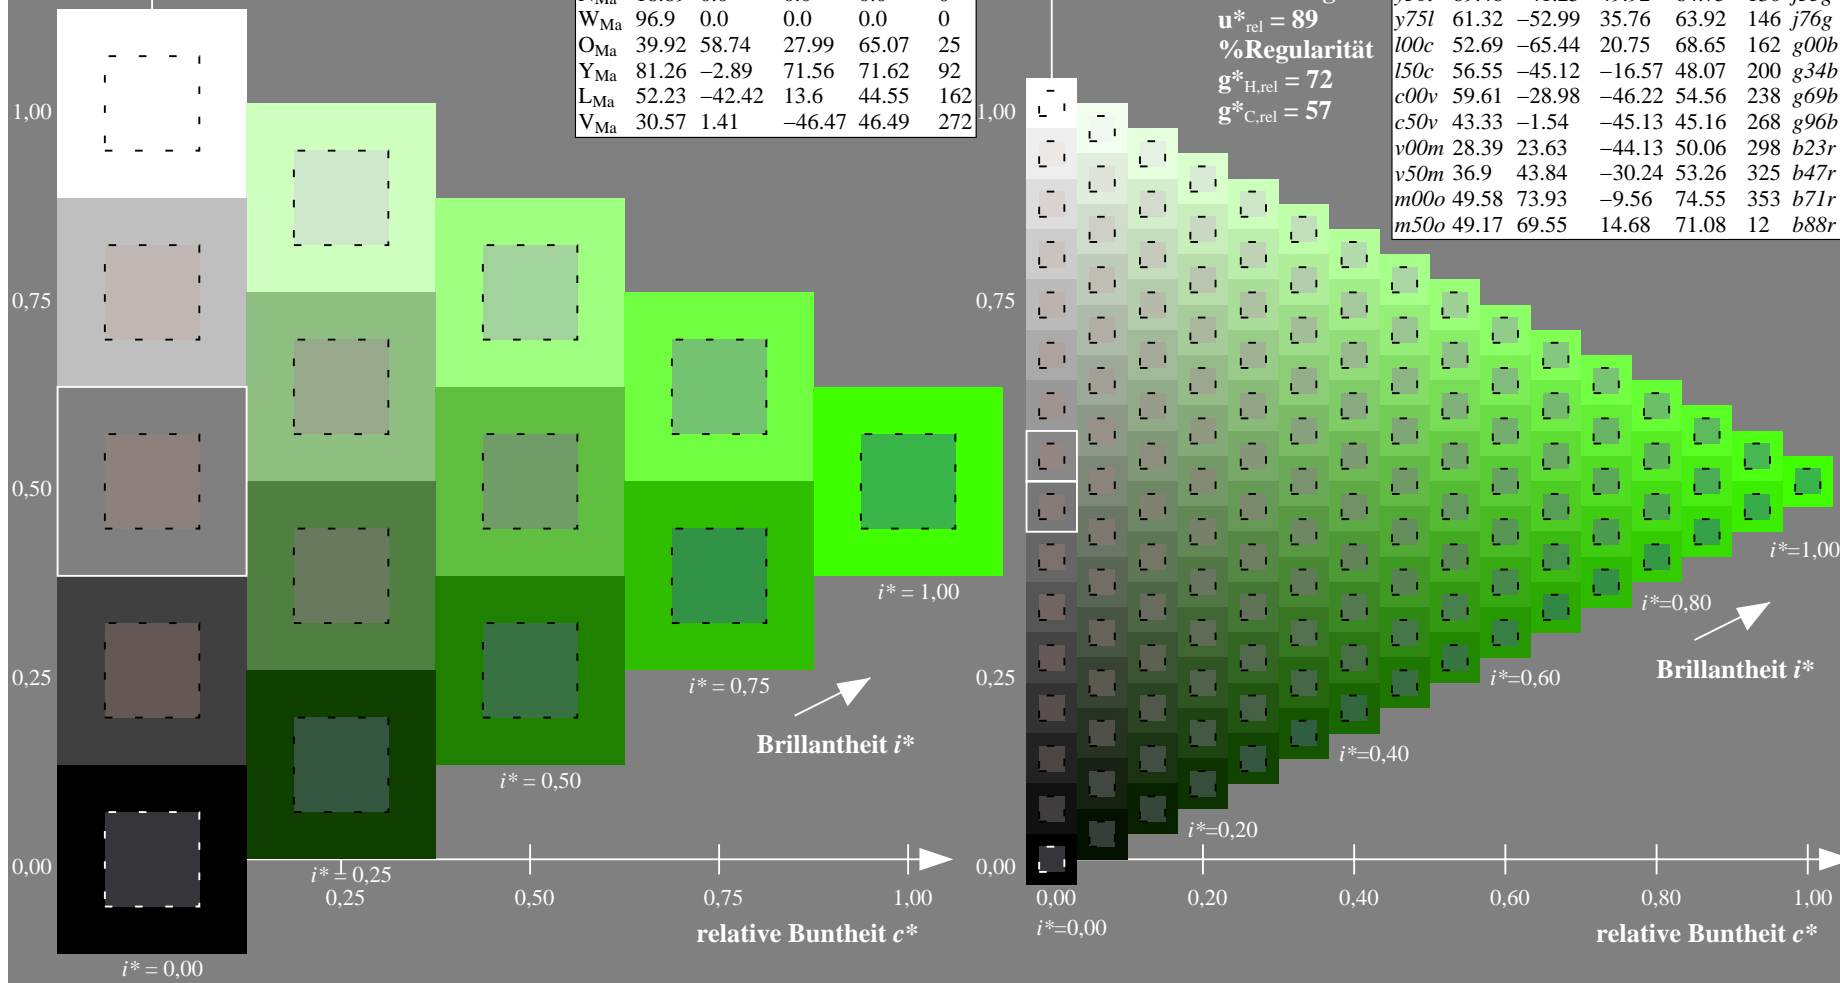 W_Ma 96.9 0.0 0.0 0.0 0
O_Ma 39.92 58.74 27.99 65.07 25
Y_Ma 81.26 −2.89 71.56 71.62 92
L_Ma 52.23 −42.42 13.6 44.55 162
V_Ma 30.57 1.41 −46.47 46.49 272
u*rel = 89
%Regularität
g*H,rel = 72
g*C,rel = 57
y75l 61.32 −52.99 35.76 63.92 146 j76g
l00c 52.69 −65.44 20.75 68.65 162 g00b
l50c 56.55 −45.12 −16.57 48.07 200 g34b
c00v 59.61 −28.98 −46.22 54.56 238 g69b
c50v 43.33 −1.54 −45.13 45.16 268 g96b
v00m 28.39 23.63 −44.13 50.06 298 b23r
v50m 36.9 43.84 −30.24 53.26 325 b47r
m00o 49.58 73.93 −9.56 74.55 353 b71r
m50o 49.17 69.55 14.68 71.08 12 b88r
1,00
0,75
0,50
0,25
0,00
i* = 1,00
i* = 0,75
Brillantheit i*
i* = 0,50
i* = 0,25
0,25 0,50 0,75 1,00
relative Buntheit c*
i* = 0,00
1,00
0,75
0,50
0,25
0,00
i*=1,00
i*=0,80
Brillantheit i*
i*=0,60
i*=0,40
i*=0,20
0,00 0,20 0,40 0,60 0,80 1,00
i*=0,00
relative Buntheit c*